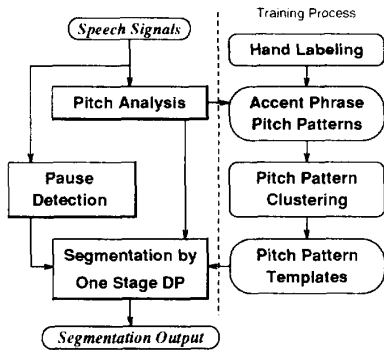 Speech Signals
Pitch Analysis
Pause
Detection
Segmentation by
One Stage DP
Segmentation Output
Training Process
Hand Labeling
Accent Phrase
Pitch Patterns
Pitch Pattern
Clustering
Pitch Pattern
Templates